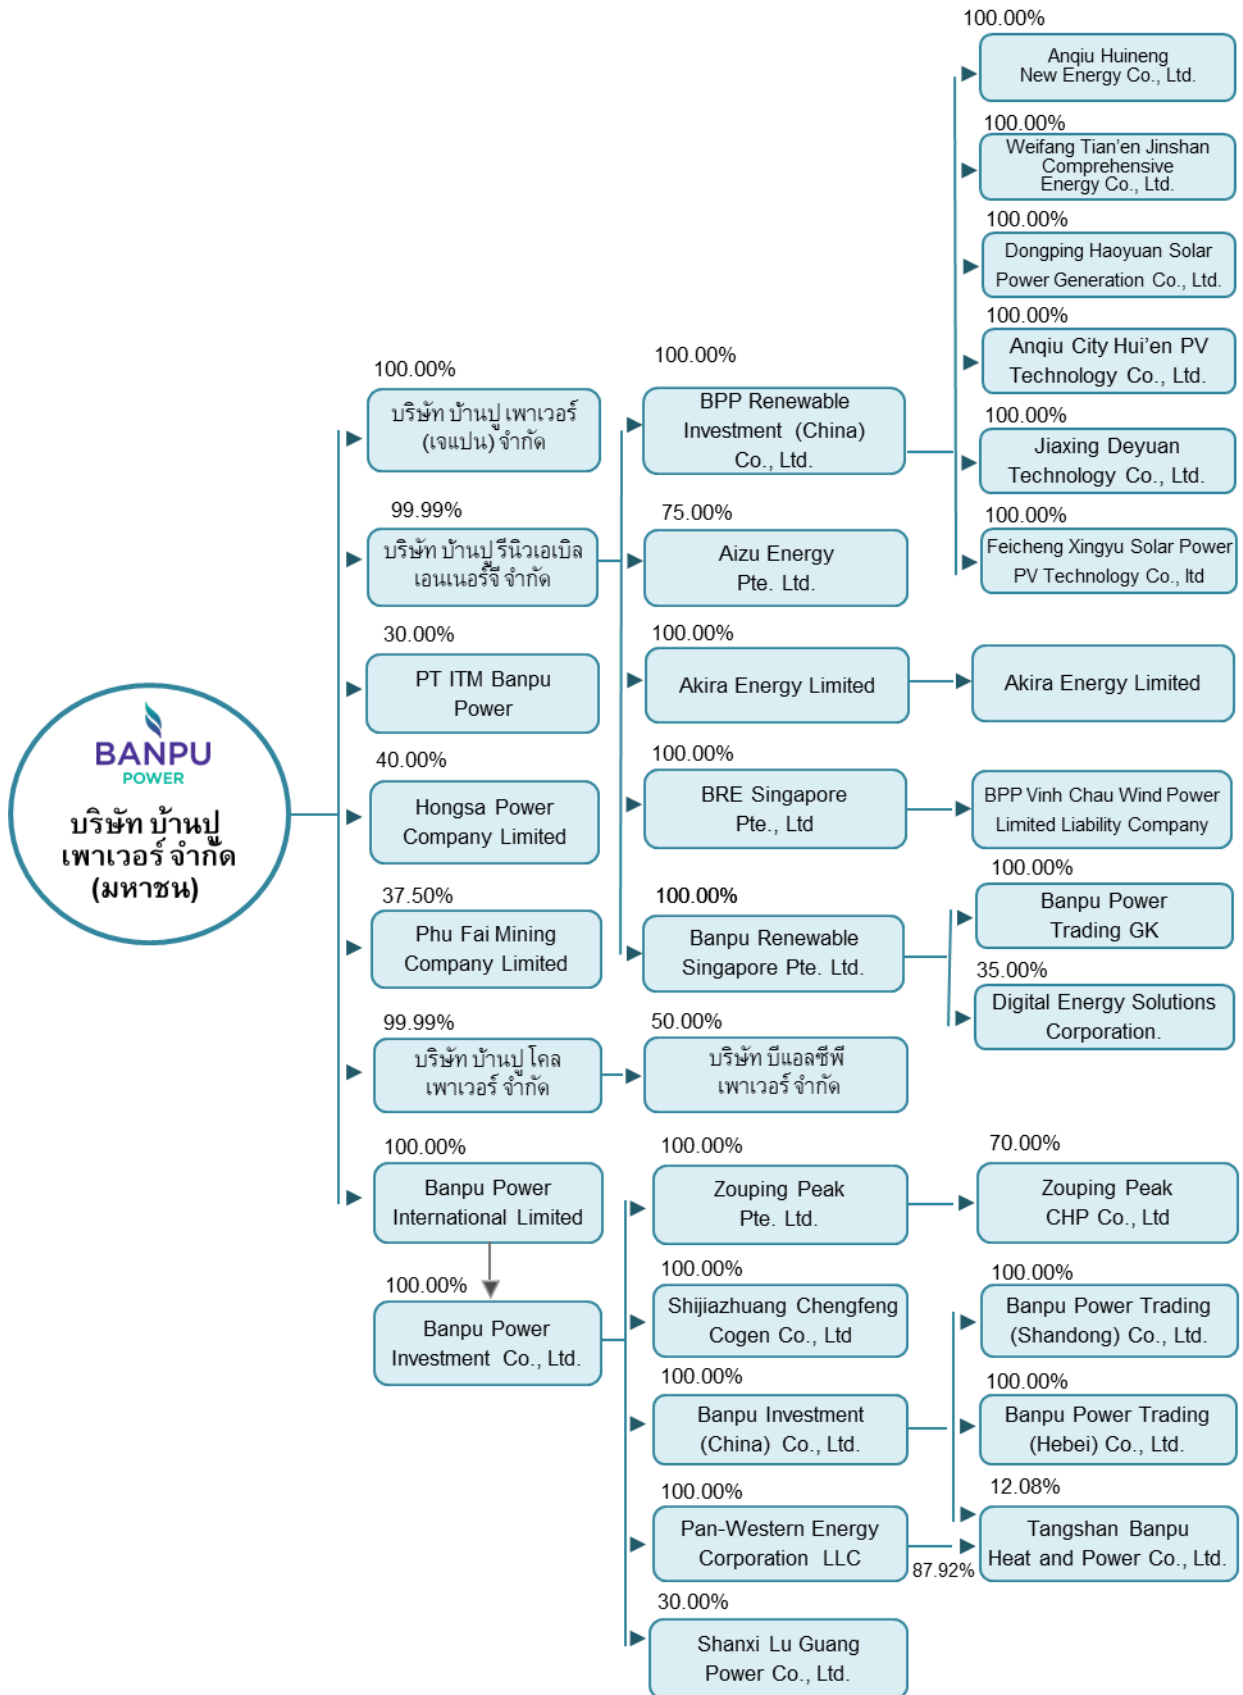 BANPU
POWER
บริษัท บ้านปู
เพาเวอร์ จำกัด
(มหาชน)
100.00%
บริษัท บ้านปู เพาเวอร์
(เจแปน) จำกัด
99.99%
บริษัท บ้านปู รีนิวเอเบิล
เอนเนอร์จี จำกัด
30.00%
PT ITM Banpu
Power
40.00%
Hongsa Power
Company Limited
37.50%
Phu Fai Mining
Company Limited
99.99%
บริษัท บ้านปู โคล
เพาเวอร์ จำกัด
100.00%
Banpu Power
International Limited
100.00%
Banpu Power
Investment Co., Ltd.
100.00%
BPP Renewable
Investment (China)
Co., Ltd.
75.00%
Aizu Energy
Pte. Ltd.
100.00%
Akira Energy Limited
100.00%
BRE Singapore
Pte., Ltd
100.00%
Banpu Renewable
Singapore Pte. Ltd.
50.00%
บริษัท บีแอลซีพี
เพาเวอร์ จำกัด
100.00%
Zouping Peak
Pte. Ltd.
100.00%
Shijiazhuang Chengfeng
Cogen Co., Ltd
100.00%
Banpu Investment
(China) Co., Ltd.
100.00%
Pan-Western Energy
Corporation LLC
30.00%
Shanxi Lu Guang
Power Co., Ltd.
100.00%
Anqiu Huineng
New Energy Co., Ltd.
100.00%
Weifang Tian'en Jinshan
Comprehensive
Energy Co., Ltd.
100.00%
Dongping Haoyuan Solar
Power Generation Co., Ltd.
100.00%
Anqiu City Hui'en PV
Technology Co., Ltd.
100.00%
Jiaxing Deyuan
Technology Co., Ltd.
100.00%
Feicheng Xingyu Solar Power
PV Technology Co., ltd
Akira Energy Limited
BPP Vinh Chau Wind Power
Limited Liability Company
100.00%
Banpu Power
Trading GK
35.00%
Digital Energy Solutions
Corporation.
70.00%
Zouping Peak
CHP Co., Ltd
100.00%
Banpu Power Trading
(Shandong) Co., Ltd.
100.00%
Banpu Power Trading
(Hebei) Co., Ltd.
12.08%
Tangshan Banpu
Heat and Power Co., Ltd.
87.92%